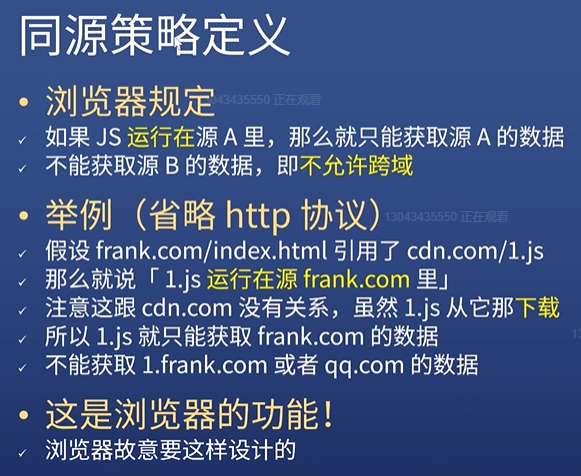 同源策略定义
• 浏览器规定
✓ 如果 JS 运行在源 A 里，那么就只能获取源 A 的数据
✓ 不能获取源 B 的数据，即不允许跨域
• 举例（省略 http 协议）
13043435550 正在观看
✓ 假设 frank.com/index.html 引用了 cdn.com/1.js
✓ 那么就说「 1.js 运行在源 frank.com 里」
✓ 注意这跟 cdn.com 没有关系，虽然 1.js 从它那下载
✓ 所以 1.js 就只能获取 frank.com 的数据
✓ 不能获取 1.frank.com 或者 qq.com 的数据
• 这是浏览器的功能！
✓ 浏览器故意要这样设计的